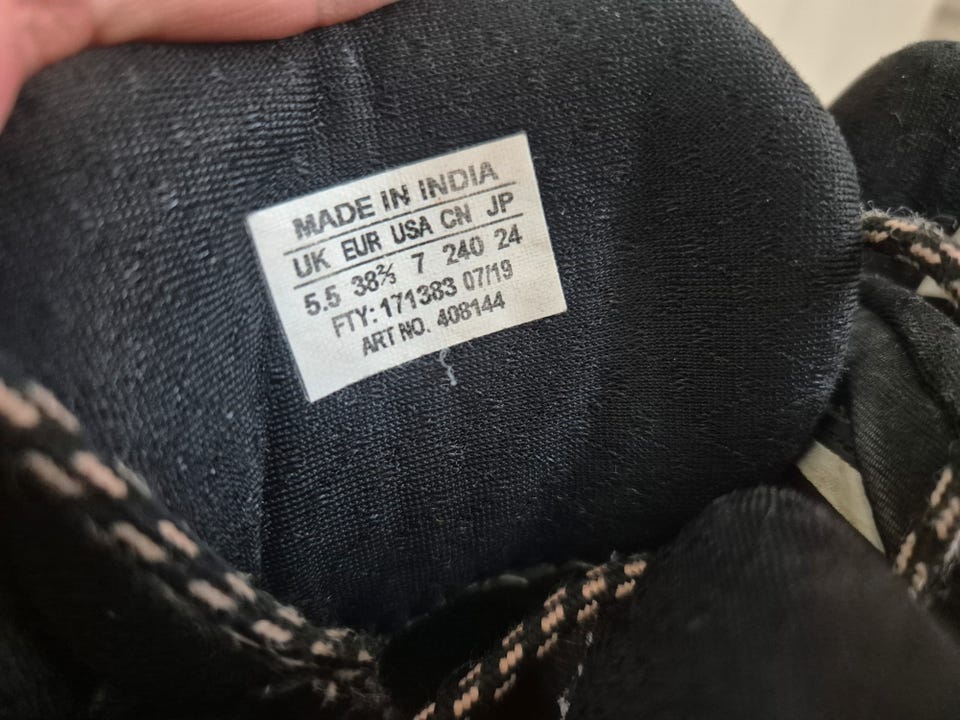 MADE IN INDIA
UK EUR USA CN JP
5.5 38⅔ 7 240 24
FTY: 171383 07/19
ART NO. 408144